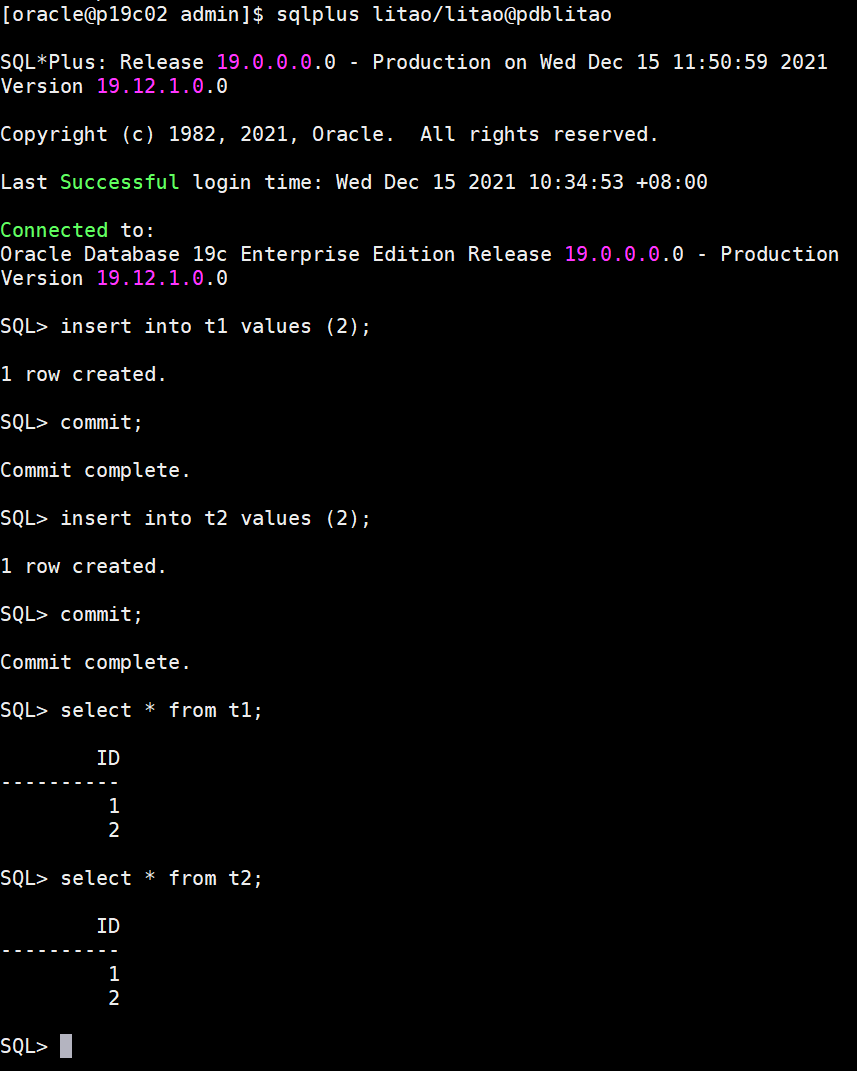 [oracle@p19c02 admin]$ sqlplus litao/litao@pdblitao
SQL*Plus: Release 19.0.0.0.0 - Production on Wed Dec 15 11:50:59 2021
Version 19.12.1.0.0
Copyright (c) 1982, 2021, Oracle.  All rights reserved.
Last Successful login time: Wed Dec 15 2021 10:34:53 +08:00
Connected to:
Oracle Database 19c Enterprise Edition Release 19.0.0.0.0 - Production
Version 19.12.1.0.0
SQL> insert into t1 values (2);
1 row created.
SQL> commit;
Commit complete.
SQL> insert into t2 values (2);
1 row created.
SQL> commit;
Commit complete.
SQL> select * from t1;
ID
----------
1
2
SQL> select * from t2;
ID
----------
1
2
SQL>